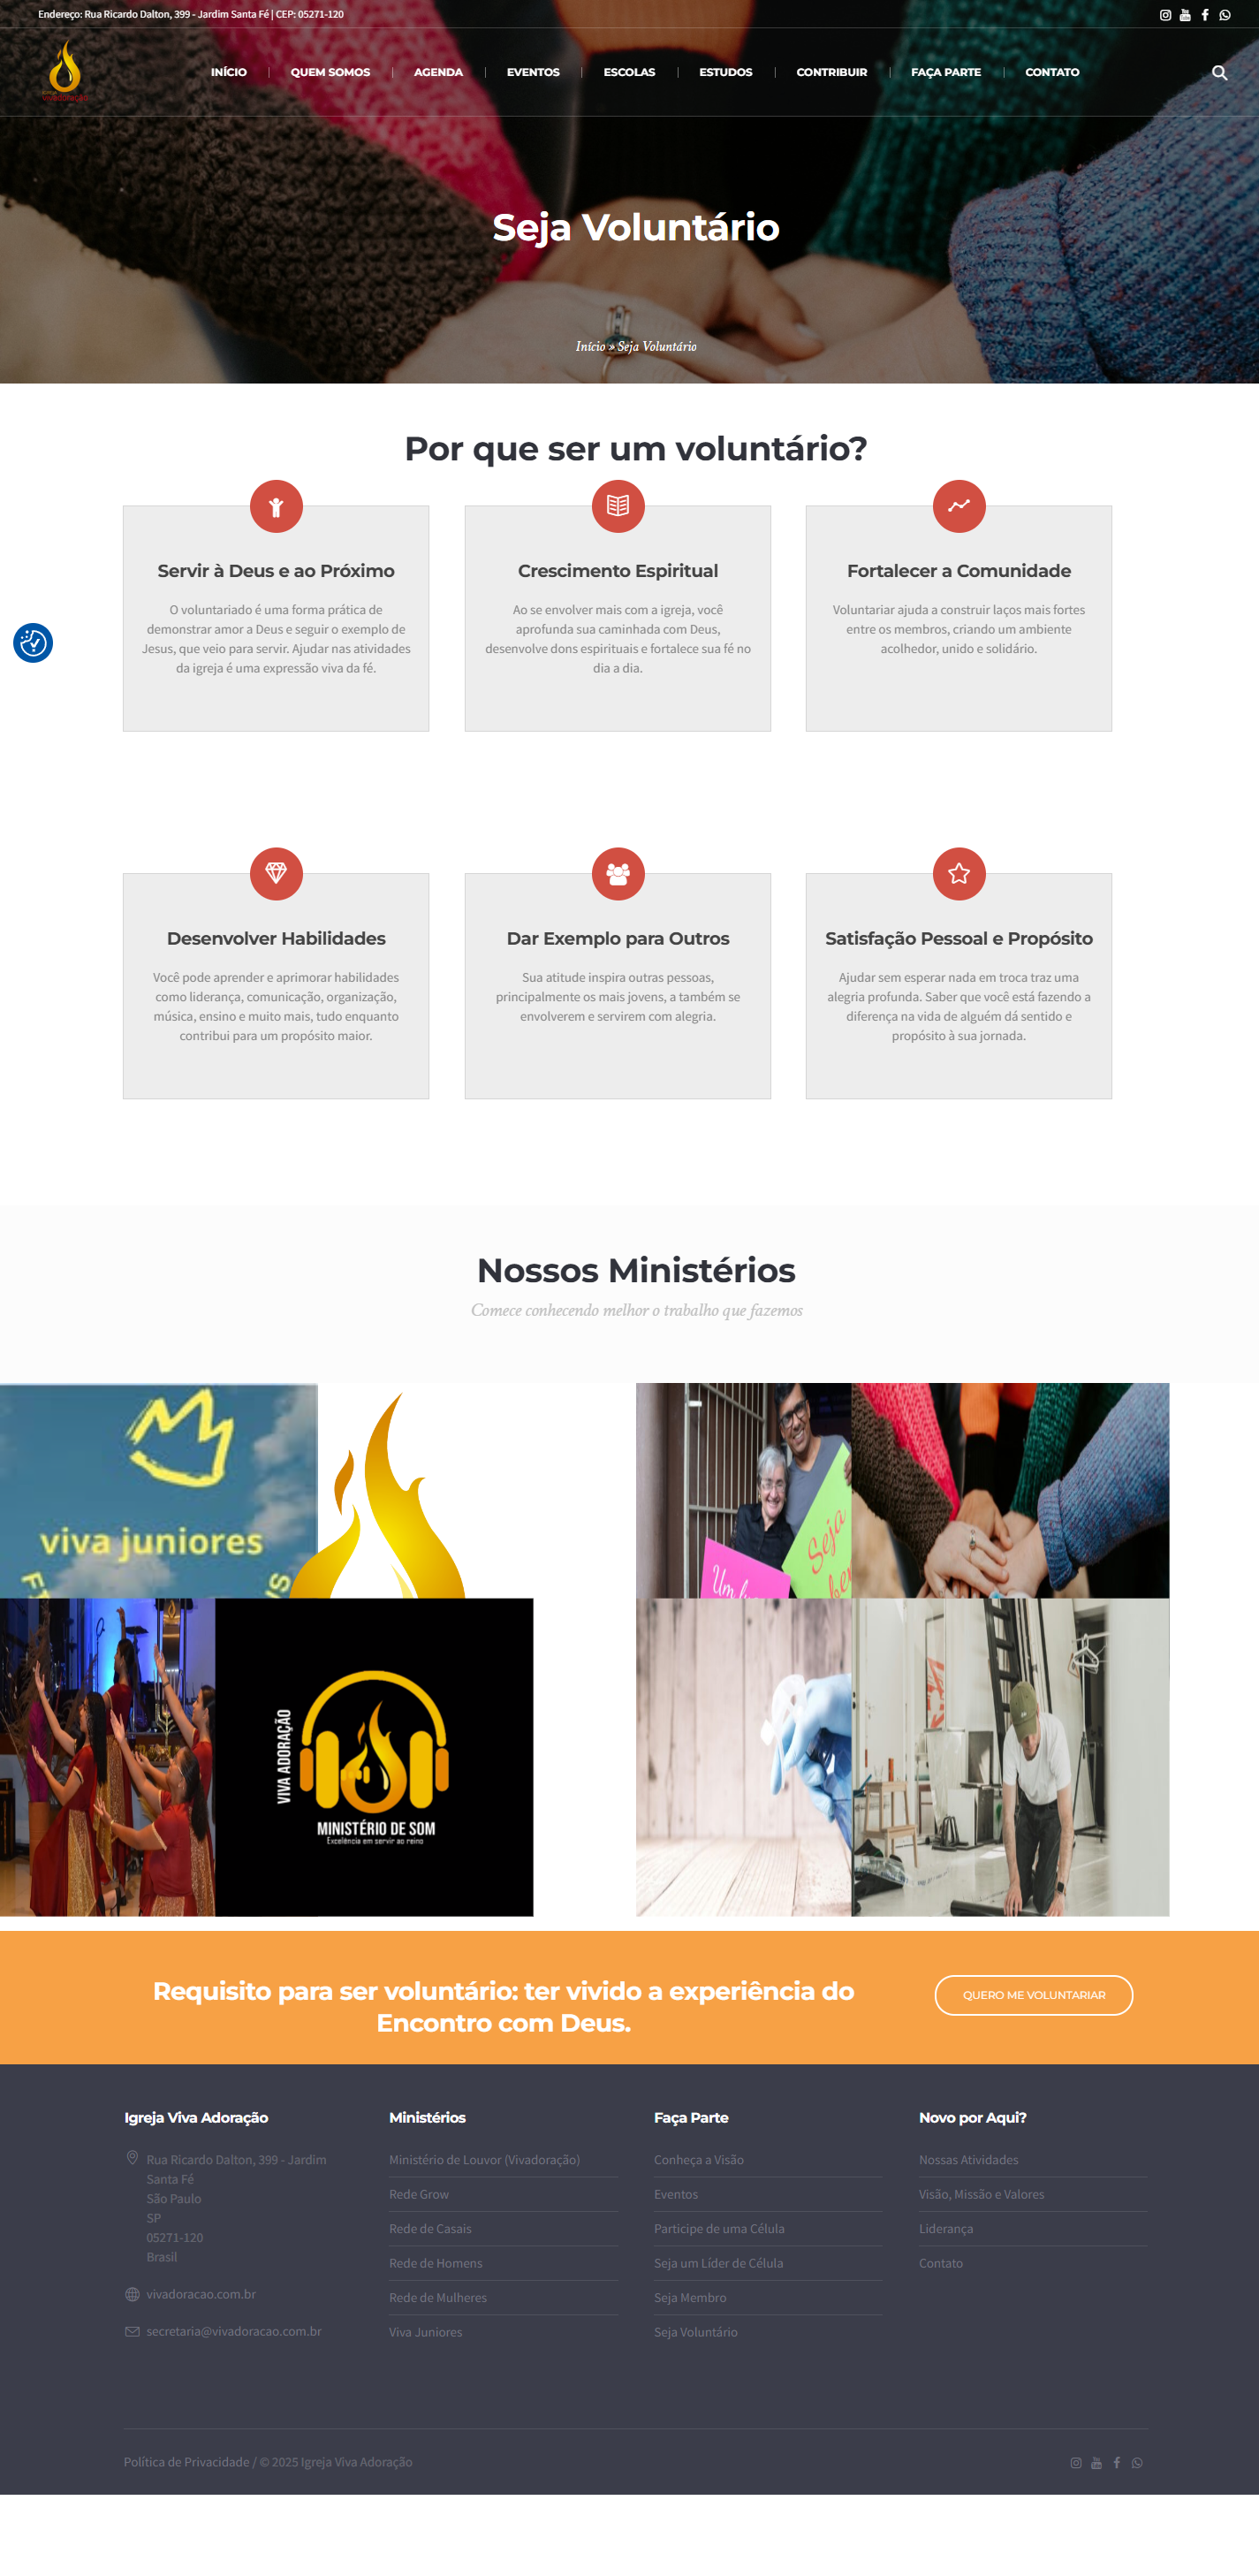 Endereço: Rua Ricardo Dalton, 399 - Jardim Santa Fé | CEP: 05271-120
INÍCIO
QUEM SOMOS
AGENDA
EVENTOS
ESCOLAS
ESTUDOS
CONTRIBUIR
FAÇA PARTE
CONTATO
Seja Voluntário
Início » Seja Voluntário
Por que ser um voluntário?
Servir à Deus e ao Próximo
O voluntariado é uma forma prática de
demonstrar amor a Deus e seguir o exemplo de
Jesus, que veio para servir. Ajudar nas atividades
da igreja é uma expressão viva da fé.
Crescimento Espiritual
Ao se envolver mais com a igreja, você
aprofunda sua caminhada com Deus,
desenvolve dons espirituais e fortalece sua fé no
dia a dia.
Fortalecer a Comunidade
Voluntariar ajuda a construir laços mais fortes
entre os membros, criando um ambiente
acolhedor, unido e solidário.
Desenvolver Habilidades
Você pode aprender e aprimorar habilidades
como liderança, comunicação, organização,
música, ensino e muito mais, tudo enquanto
contribui para um propósito maior.
Dar Exemplo para Outros
Sua atitude inspira outras pessoas,
principalmente os mais jovens, a também se
envolverem e servirem com alegria.
Satisfação Pessoal e Propósito
Ajudar sem esperar nada em troca traz uma
alegria profunda. Saber que você está fazendo a
diferença na vida de alguém dá sentido e
propósito à sua jornada.
Nossos Ministérios
Comece conhecendo melhor o trabalho que fazemos
viva juniores
Seja
VIVA ADORAÇÃO
MINISTÉRIO DE SOM
Excelência em servir ao reino
Requisito para ser voluntário: ter vivido a experiência do
Encontro com Deus.
QUERO ME VOLUNTARIAR
Igreja Viva Adoração
Rua Ricardo Dalton, 399 - Jardim
Santa Fé
São Paulo
SP
05271-120
Brasil
vivadoracao.com.br
secretaria@vivadoracao.com.br
Ministérios
Ministério de Louvor (Vivadoração)
Rede Grow
Rede de Casais
Rede de Homens
Rede de Mulheres
Viva Juniores
Faça Parte
Conheça a Visão
Eventos
Participe de uma Célula
Seja um Líder de Célula
Seja Membro
Seja Voluntário
Novo por Aqui?
Nossas Atividades
Visão, Missão e Valores
Liderança
Contato
Política de Privacidade / © 2025 Igreja Viva Adoração